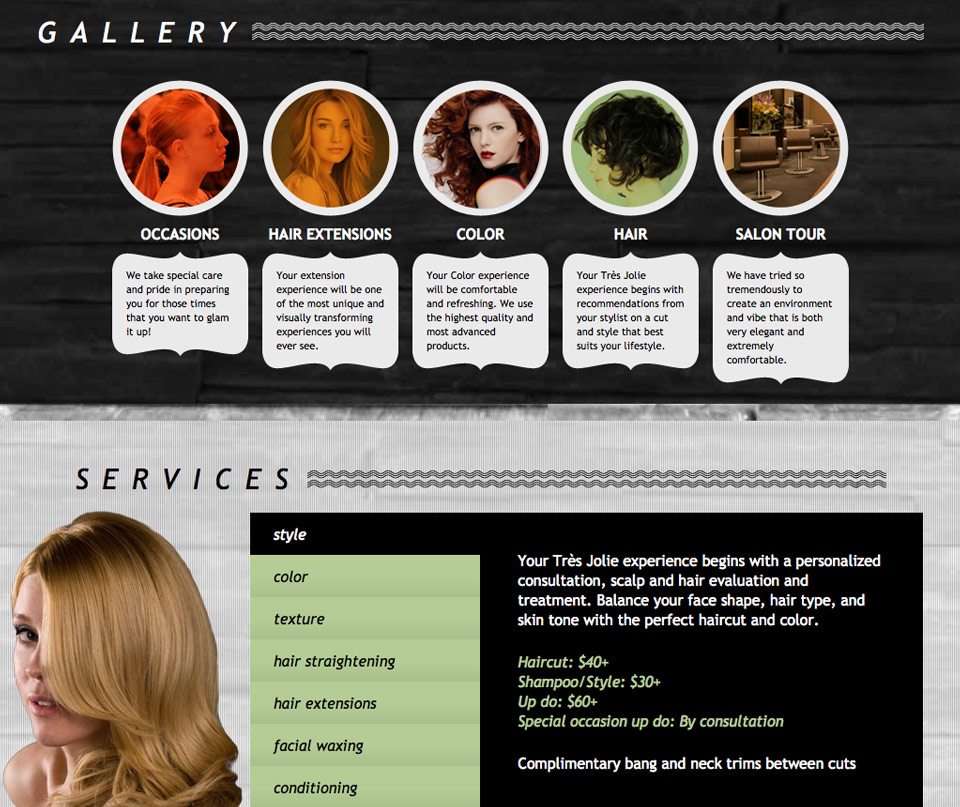 GALLERY
OCCASIONS
We take special care
and pride in preparing
you for those times
that you want to glam
it up!
HAIR EXTENSIONS
Your extension
experience will be one
of the most unique and
visually transforming
experiences you will
ever see.
COLOR
Your Color experience
will be comfortable
and refreshing. We use
the highest quality and
most advanced
products.
HAIR
Your Très Jolie
experience begins with
recommendations from
your stylist on a cut
and style that best
suits your lifestyle.
SALON TOUR
We have tried so
tremendously to
create an environment
and vibe that is both
very elegant and
extremely
comfortable.
SERVICES
style
color
texture
hair straightening
hair extensions
facial waxing
conditioning
Your Très Jolie experience begins with a personalized
consultation, scalp and hair evaluation and
treatment. Balance your face shape, hair type, and
skin tone with the perfect haircut and color.
Haircut: $40+
Shampoo/Style: $30+
Up do: $60+
Special occasion up do: By consultation
Complimentary bang and neck trims between cuts